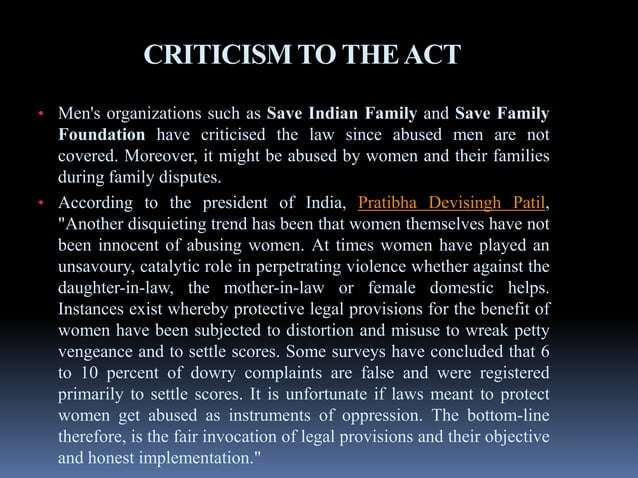 CRITICISM TO THE ACT
• Men's organizations such as Save Indian Family and Save Family
Foundation have criticised the law since abused men are not
covered. Moreover, it might be abused by women and their families
during family disputes.
• According to the president of India, Pratibha Devisingh Patil,
"Another disquieting trend has been that women themselves have not
been innocent of abusing women. At times women have played an
unsavoury, catalytic role in perpetrating violence whether against the
daughter-in-law, the mother-in-law or female domestic helps.
Instances exist whereby protective legal provisions for the benefit of
women have been subjected to distortion and misuse to wreak petty
vengeance and to settle scores. Some surveys have concluded that 6
to 10 percent of dowry complaints are false and were registered
primarily to settle scores. It is unfortunate if laws meant to protect
women get abused as instruments of oppression. The bottom-line
therefore, is the fair invocation of legal provisions and their objective
and honest implementation."